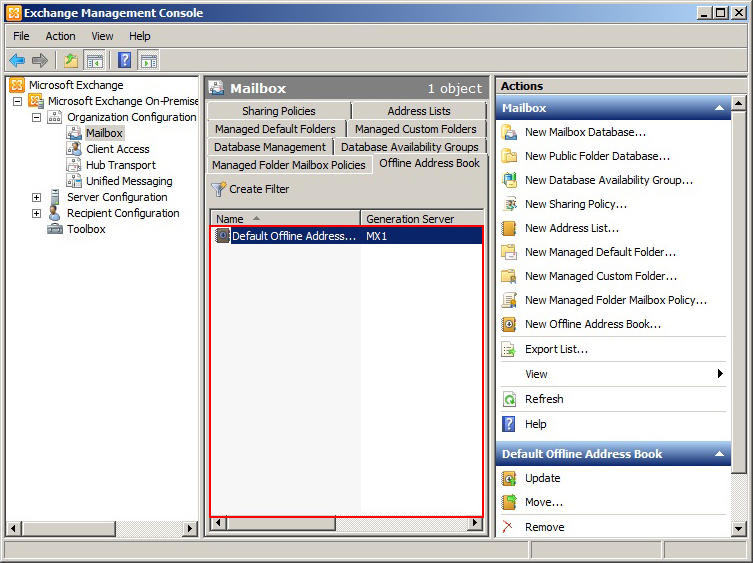 Exchange Management Console
File Action View Help
Microsoft Exchange
Microsoft Exchange On-Premise
Organization Configuration
Mailbox
Client Access
Hub Transport
Unified Messaging
Server Configuration
Recipient Configuration
Toolbox
Mailbox 1 object
Sharing Policies Address Lists
Managed Default Folders Managed Custom Folders
Database Management Database Availability Groups
Managed Folder Mailbox Policies Offline Address Book
Create Filter
Name Generation Server
Default Offline Address... MX1
Actions
Mailbox
New Mailbox Database...
New Public Folder Database...
New Database Availability Group...
New Sharing Policy...
New Address List...
New Managed Default Folder...
New Managed Custom Folder...
New Managed Folder Mailbox Policy...
New Offline Address Book...
Export List...
View
Refresh
Help
Default Offline Address Book
Update
Move...
Remove